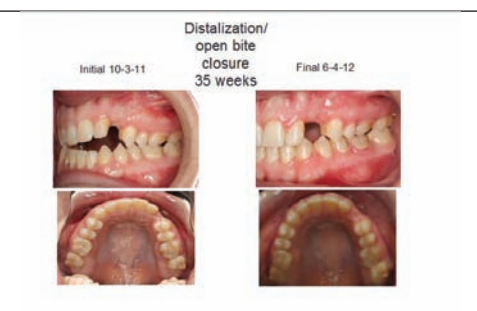 Distalization/
open bite
closure
35 weeks
Initial 10-3-11
Final 6-4-12